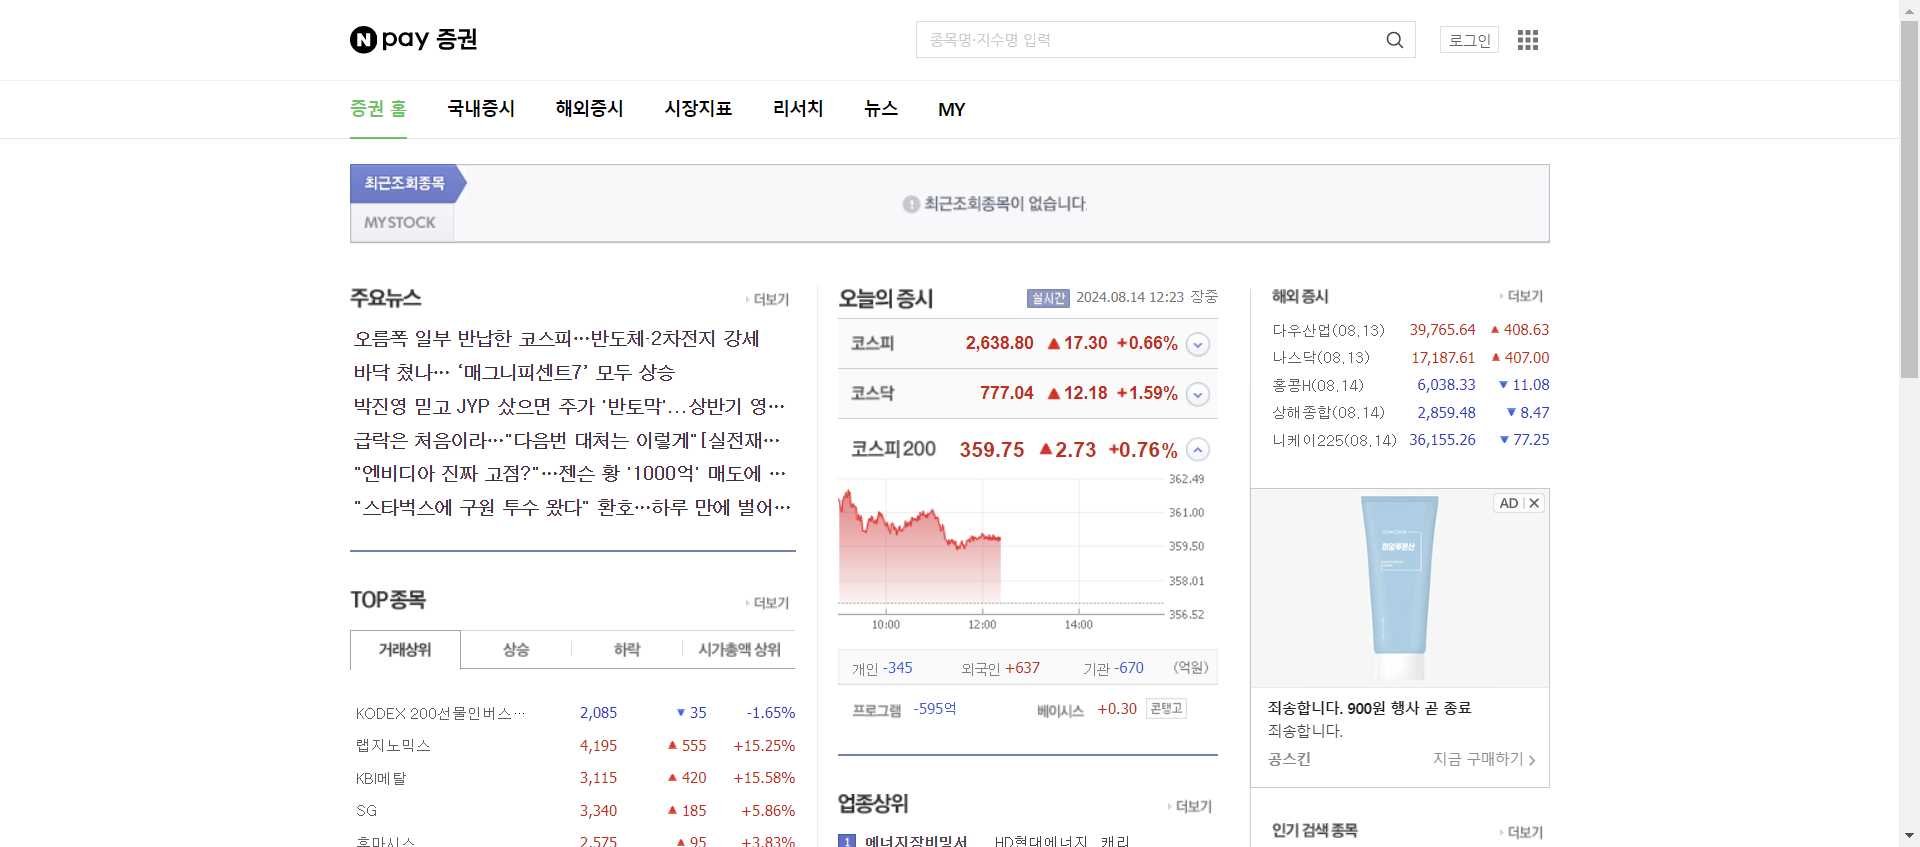 N pay 증권
종목명·지수명 입력
로그인
증권 홈 국내증시 해외증시 시장지표 리서치 뉴스 MY
최근조회종목
MYSTOCK
최근조회종목이 없습니다.
주요뉴스 더보기
오름폭 일부 반납한 코스피…반도체·2차전지 강세
바닥 쳤나… ‘매그니피센트7’ 모두 상승
박진영 믿고 JYP 샀으면 주가 '반토막'...상반기 영…
급락은 처음이라…"다음번 대처는 이렇게"[실전재…
"엔비디아 진짜 고점?"…젠슨 황 '1000억' 매도에 …
"스타벅스에 구원 투수 왔다" 환호…하루 만에 벌어…
TOP 종목 더보기
거래상위 상승 하락 시가총액 상위
KODEX 200선물인버스… 2,085 ▼ 35 -1.65%
랩지노믹스 4,195 ▲ 555 +15.25%
KBI메탈 3,115 ▲ 420 +15.58%
SG 3,340 ▲ 185 +5.86%
휴마시스 2,575 ▲ 95 +3.83%
오늘의 증시 실시간 2024.08.14 12:23 장중
코스피 2,638.80 ▲ 17.30 +0.66%
코스닥 777.04 ▲ 12.18 +1.59%
코스피200 359.75 ▲ 2.73 +0.76%
362.49
361.00
359.50
358.01
356.52
10:00 12:00 14:00
개인 -345 외국인 +637 기관 -670 (억원)
프로그램 -595억 베이시스 +0.30 콘탱고
업종상위 더보기
1 에너지장비및서 HD현대에너지, 캐리
해외 증시 더보기
다우산업(08.13) 39,765.64 ▲ 408.63
나스닥(08.13) 17,187.61 ▲ 407.00
홍콩H(08.14) 6,038.33 ▼ 11.08
상해종합(08.14) 2,859.48 ▼ 8.47
니케이225(08.14) 36,155.26 ▼ 77.25
AD
죄송합니다. 900원 행사 곧 종료
죄송합니다.
공스킨 지금 구매하기
인기 검색 종목 더보기